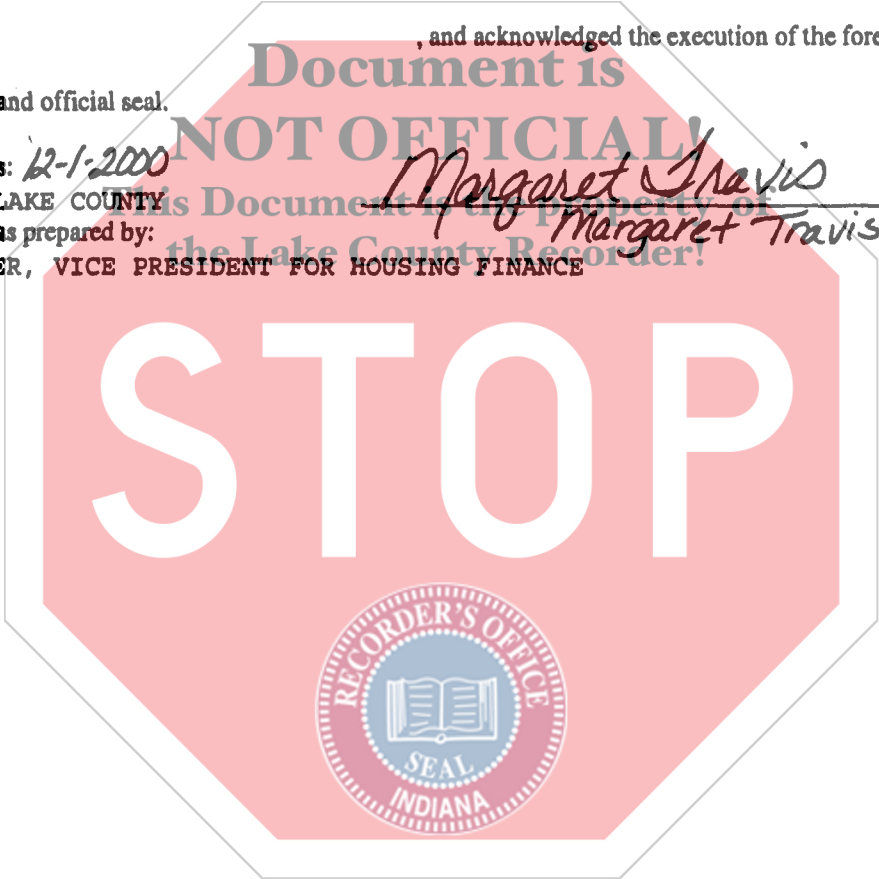 , and acknowledged the execution of the fore
Document is
and official seal.
NOT OFFICIAL!
s: 12-1-2000
Margaret Travis
LAKE COUNTY
This Document is the property of
as prepared by:
Margaret Travis
the Lake County Recorder!
ER, VICE PRESIDENT FOR HOUSING FINANCE
STOP
RECORDER'S OFFICE
SEAL
INDIANA